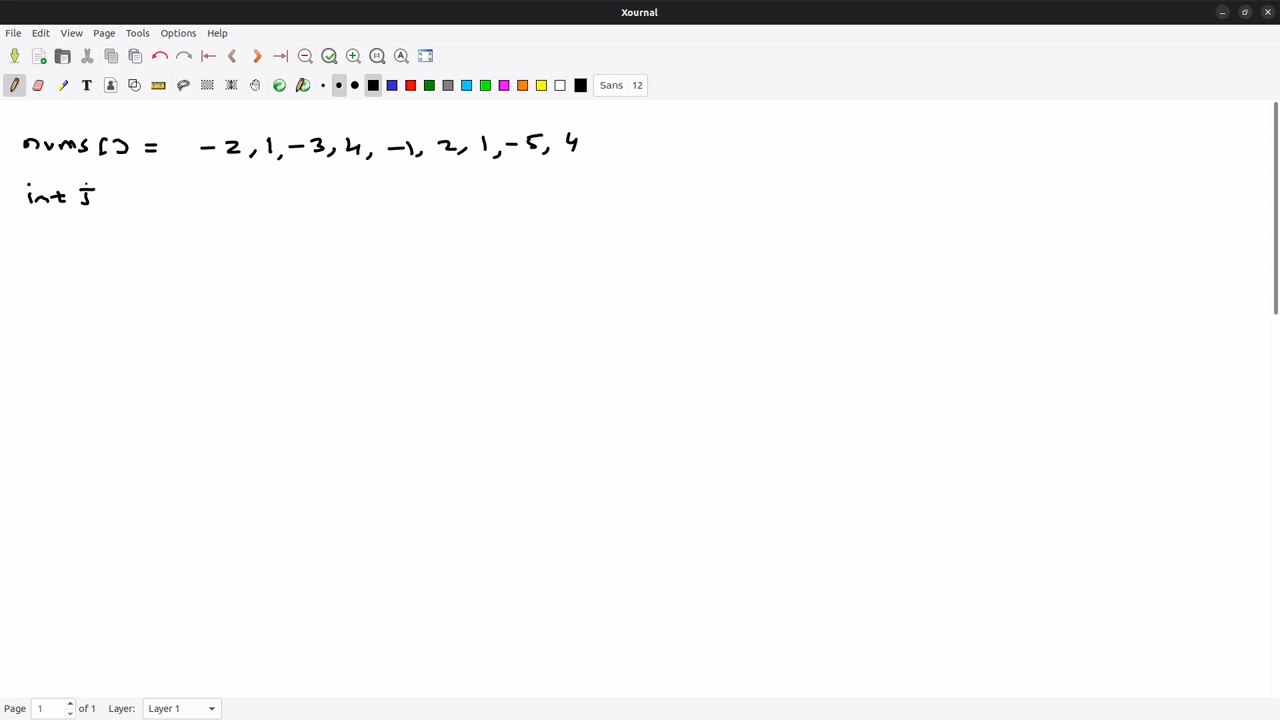 Xournal
File Edit View Page Tools Options Help
Sans 12
nums[] = -2, 1, -3, 4, -1, 2, 1, -5, 4
int j
Page 1 of 1 Layer: Layer 1